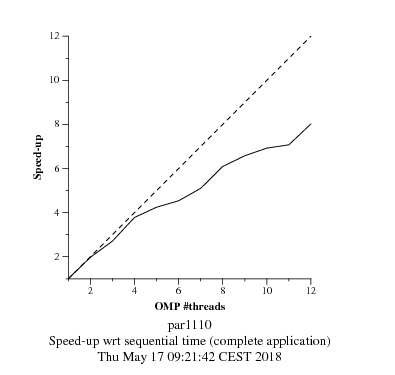 12
10
8
6
4
2
Speed-up
2 4 6 8 10 12
OMP #threads
par1110
Speed-up wrt sequential time (complete application)
Thu May 17 09:21:42 CEST 2018